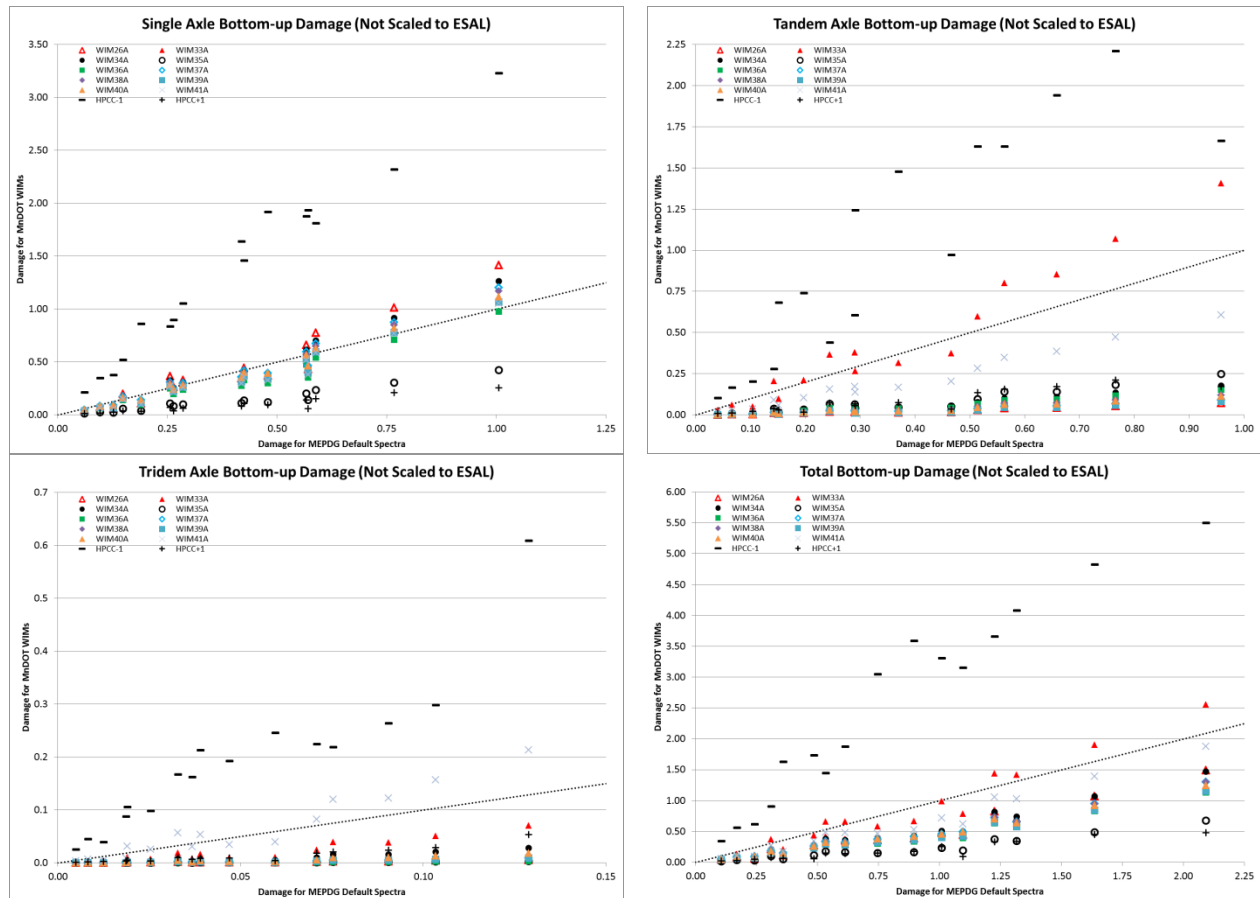 Single Axle Bottom-up Damage (Not Scaled to ESAL)
3.50
3.00
2.50
2.00
1.50
1.00
0.50
0.00
Damage for MnDOT WIMs
WIM26A WIM33A
WIM34A WIM35A
WIM36A WIM37A
WIM38A WIM39A
WIM40A WIM41A
HPCC-1 HPCC+1
0.00 0.25 0.50 0.75 1.00 1.25
Damage for MEPDG Default Spectra
Tandem Axle Bottom-up Damage (Not Scaled to ESAL)
2.25
2.00
1.75
1.50
1.25
1.00
0.75
0.50
0.25
0.00
Damage for MnDOT WIMs
WIM26A WIM33A
WIM34A WIM35A
WIM36A WIM37A
WIM38A WIM39A
WIM40A WIM41A
HPCC-1 HPCC+1
0.00 0.10 0.20 0.30 0.40 0.50 0.60 0.70 0.80 0.90 1.00
Damage for MEPDG Default Spectra
Tridem Axle Bottom-up Damage (Not Scaled to ESAL)
0.7
0.6
0.5
0.4
0.3
0.2
0.1
0.0
Damage for MnDOT WIMs
WIM26A WIM33A
WIM34A WIM35A
WIM36A WIM37A
WIM38A WIM39A
WIM40A WIM41A
HPCC-1 HPCC+1
0.00 0.05 0.10 0.15
Damage for MEPDG Default Spectra
Total Bottom-up Damage (Not Scaled to ESAL)
6.00
5.50
5.00
4.50
4.00
3.50
3.00
2.50
2.00
1.50
1.00
0.50
0.00
Damage for MnDOT WIMs
WIM26A WIM33A
WIM34A WIM35A
WIM36A WIM37A
WIM38A WIM39A
WIM40A WIM41A
HPCC-1 HPCC+1
0.00 0.25 0.50 0.75 1.00 1.25 1.50 1.75 2.00 2.25
Damage for MEPDG Default Spectra